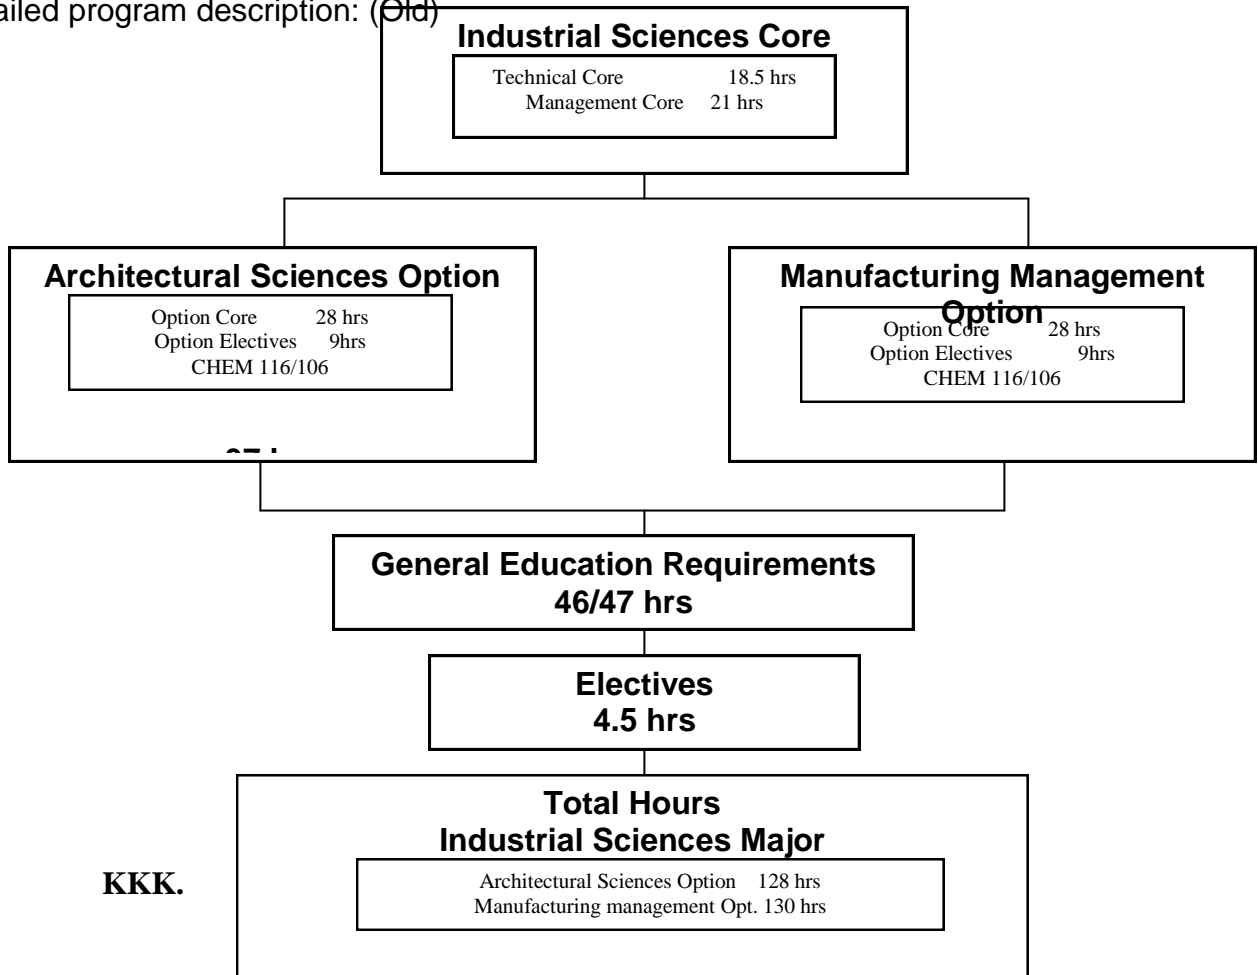 ailed program description: (Old)
Industrial Sciences Core
Technical Core 18.5 hrs
Management Core 21 hrs
Architectural Sciences Option
Option Core 28 hrs
Option Electives 9hrs
CHEM 116/106
Manufacturing Management
Option
Option Core 28 hrs
Option Electives 9hrs
CHEM 116/106
General Education Requirements
46/47 hrs
Electives
4.5 hrs
Total Hours
Industrial Sciences Major
KKK.
Architectural Sciences Option 128 hrs
Manufacturing management Opt. 130 hrs